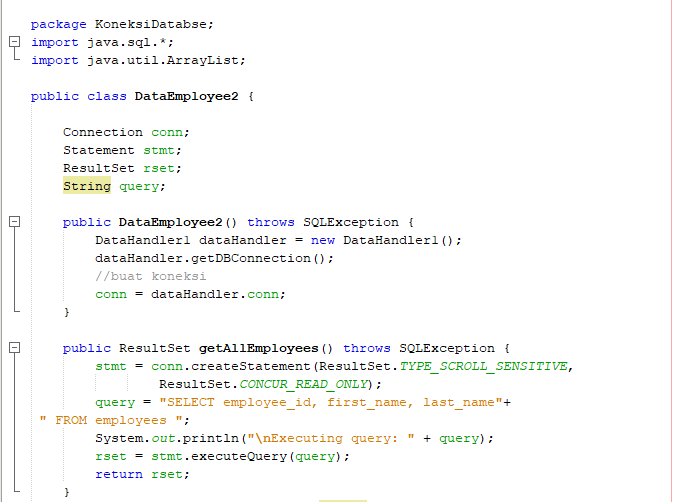 package KoneksiDatabse;
import java.sql.*;
import java.util.ArrayList;
public class DataEmployee2 {
Connection conn;
Statement stmt;
ResultSet rset;
String query;
public DataEmployee2() throws SQLException {
DataHandler1 dataHandler = new DataHandler1();
dataHandler.getDBConnection();
//buat koneksi
conn = dataHandler.conn;
}
public ResultSet getAllEmployees() throws SQLException {
stmt = conn.createStatement(ResultSet.TYPE_SCROLL_SENSITIVE,
ResultSet.CONCUR_READ_ONLY);
query = "SELECT employee_id, first_name, last_name"+
" FROM employees ";
System.out.println("\nExecuting query: " + query);
rset = stmt.executeQuery(query);
return rset;
}